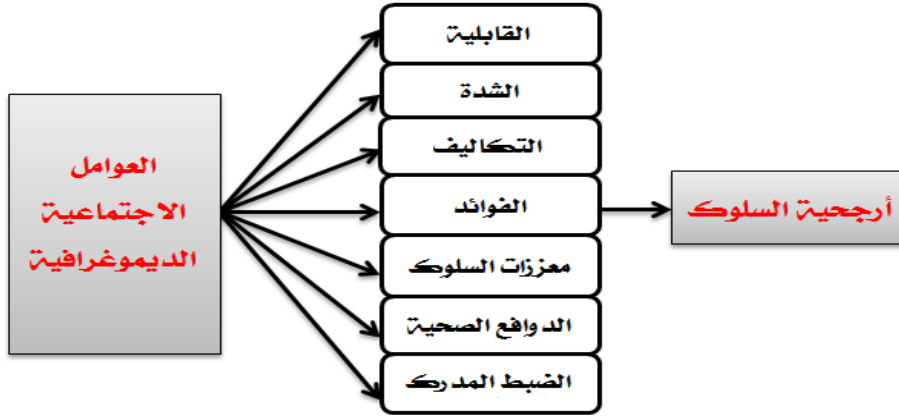 العوامل
الاجتماعية
الديموغرافية
القابلية
الشدة
التكاليف
الفوائد
معززات السلوك
الدوافع الصحية
الضبط المدرك
أرجحية السلوك